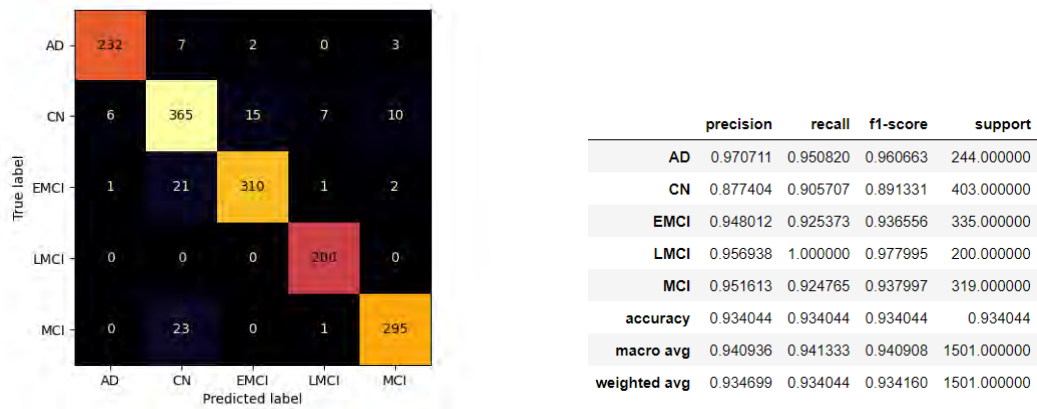 True label
AD 232 7 2 0 3
CN 6 365 15 7 10
EMCI 1 21 310 1 2
LMCI 0 0 0 200 0
MCI 0 23 0 1 295
AD CN EMCI LMCI MCI
Predicted label
precision recall f1-score support
AD 0.970711 0.950820 0.960663 244.000000
CN 0.877404 0.905707 0.891331 403.000000
EMCI 0.948012 0.925373 0.936556 335.000000
LMCI 0.956938 1.000000 0.977995 200.000000
MCI 0.951613 0.924765 0.937997 319.000000
accuracy 0.934044 0.934044 0.934044 0.934044
macro avg 0.940936 0.941333 0.940908 1501.000000
weighted avg 0.934699 0.934044 0.934160 1501.000000